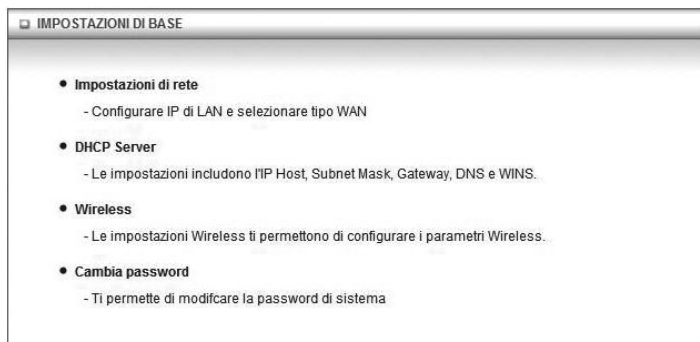 IMPOSTAZIONI DI BASE
Impostazioni di rete
- Configurare IP di LAN e selezionare tipo WAN
DHCP Server
- Le impostazioni includono l'IP Host, Subnet Mask, Gateway, DNS e WINS.
Wireless
- Le impostazioni Wireless ti permettono di configurare i parametri Wireless.
Cambia password
- Ti permette di modifcare la password di sistema